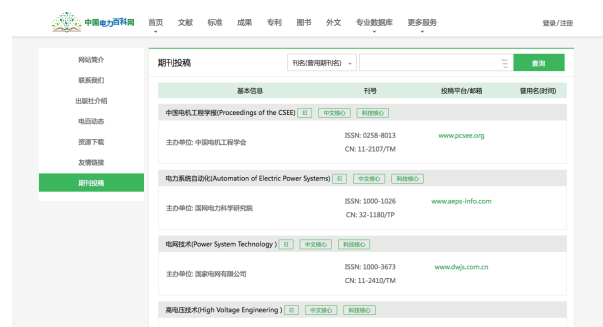 中国电力百科网 首页 文献 标准 成果 专利 图书 外文 专业数据库 更多服务 登录/注册
网站简介
联系我们
出版社介绍
电百动态
资源下载
友情链接
期刊投稿
期刊投稿 刊名(曾用期刊名) 查询
基本信息 刊号 投稿平台/邮箱 曾用名(时间)
中国电机工程学报(Proceedings of the CSEE) EI 中文核心 科技核心
主办单位: 中国电机工程学会 ISSN: 0258-8013 www.pcsee.org
CN: 11-2107/TM
电力系统自动化(Automation of Electric Power Systems) EI 中文核心 科技核心
主办单位: 国网电力科学研究院 ISSN: 1000-1026 www.aeps-info.com
CN: 32-1180/TP
电网技术(Power System Technology ) EI 中文核心 科技核心
主办单位: 国家电网有限公司 ISSN: 1000-3673 www.dwjs.com.cn
CN: 11-2410/TM
高电压技术(High Voltage Engineering ) EI 中文核心 科技核心